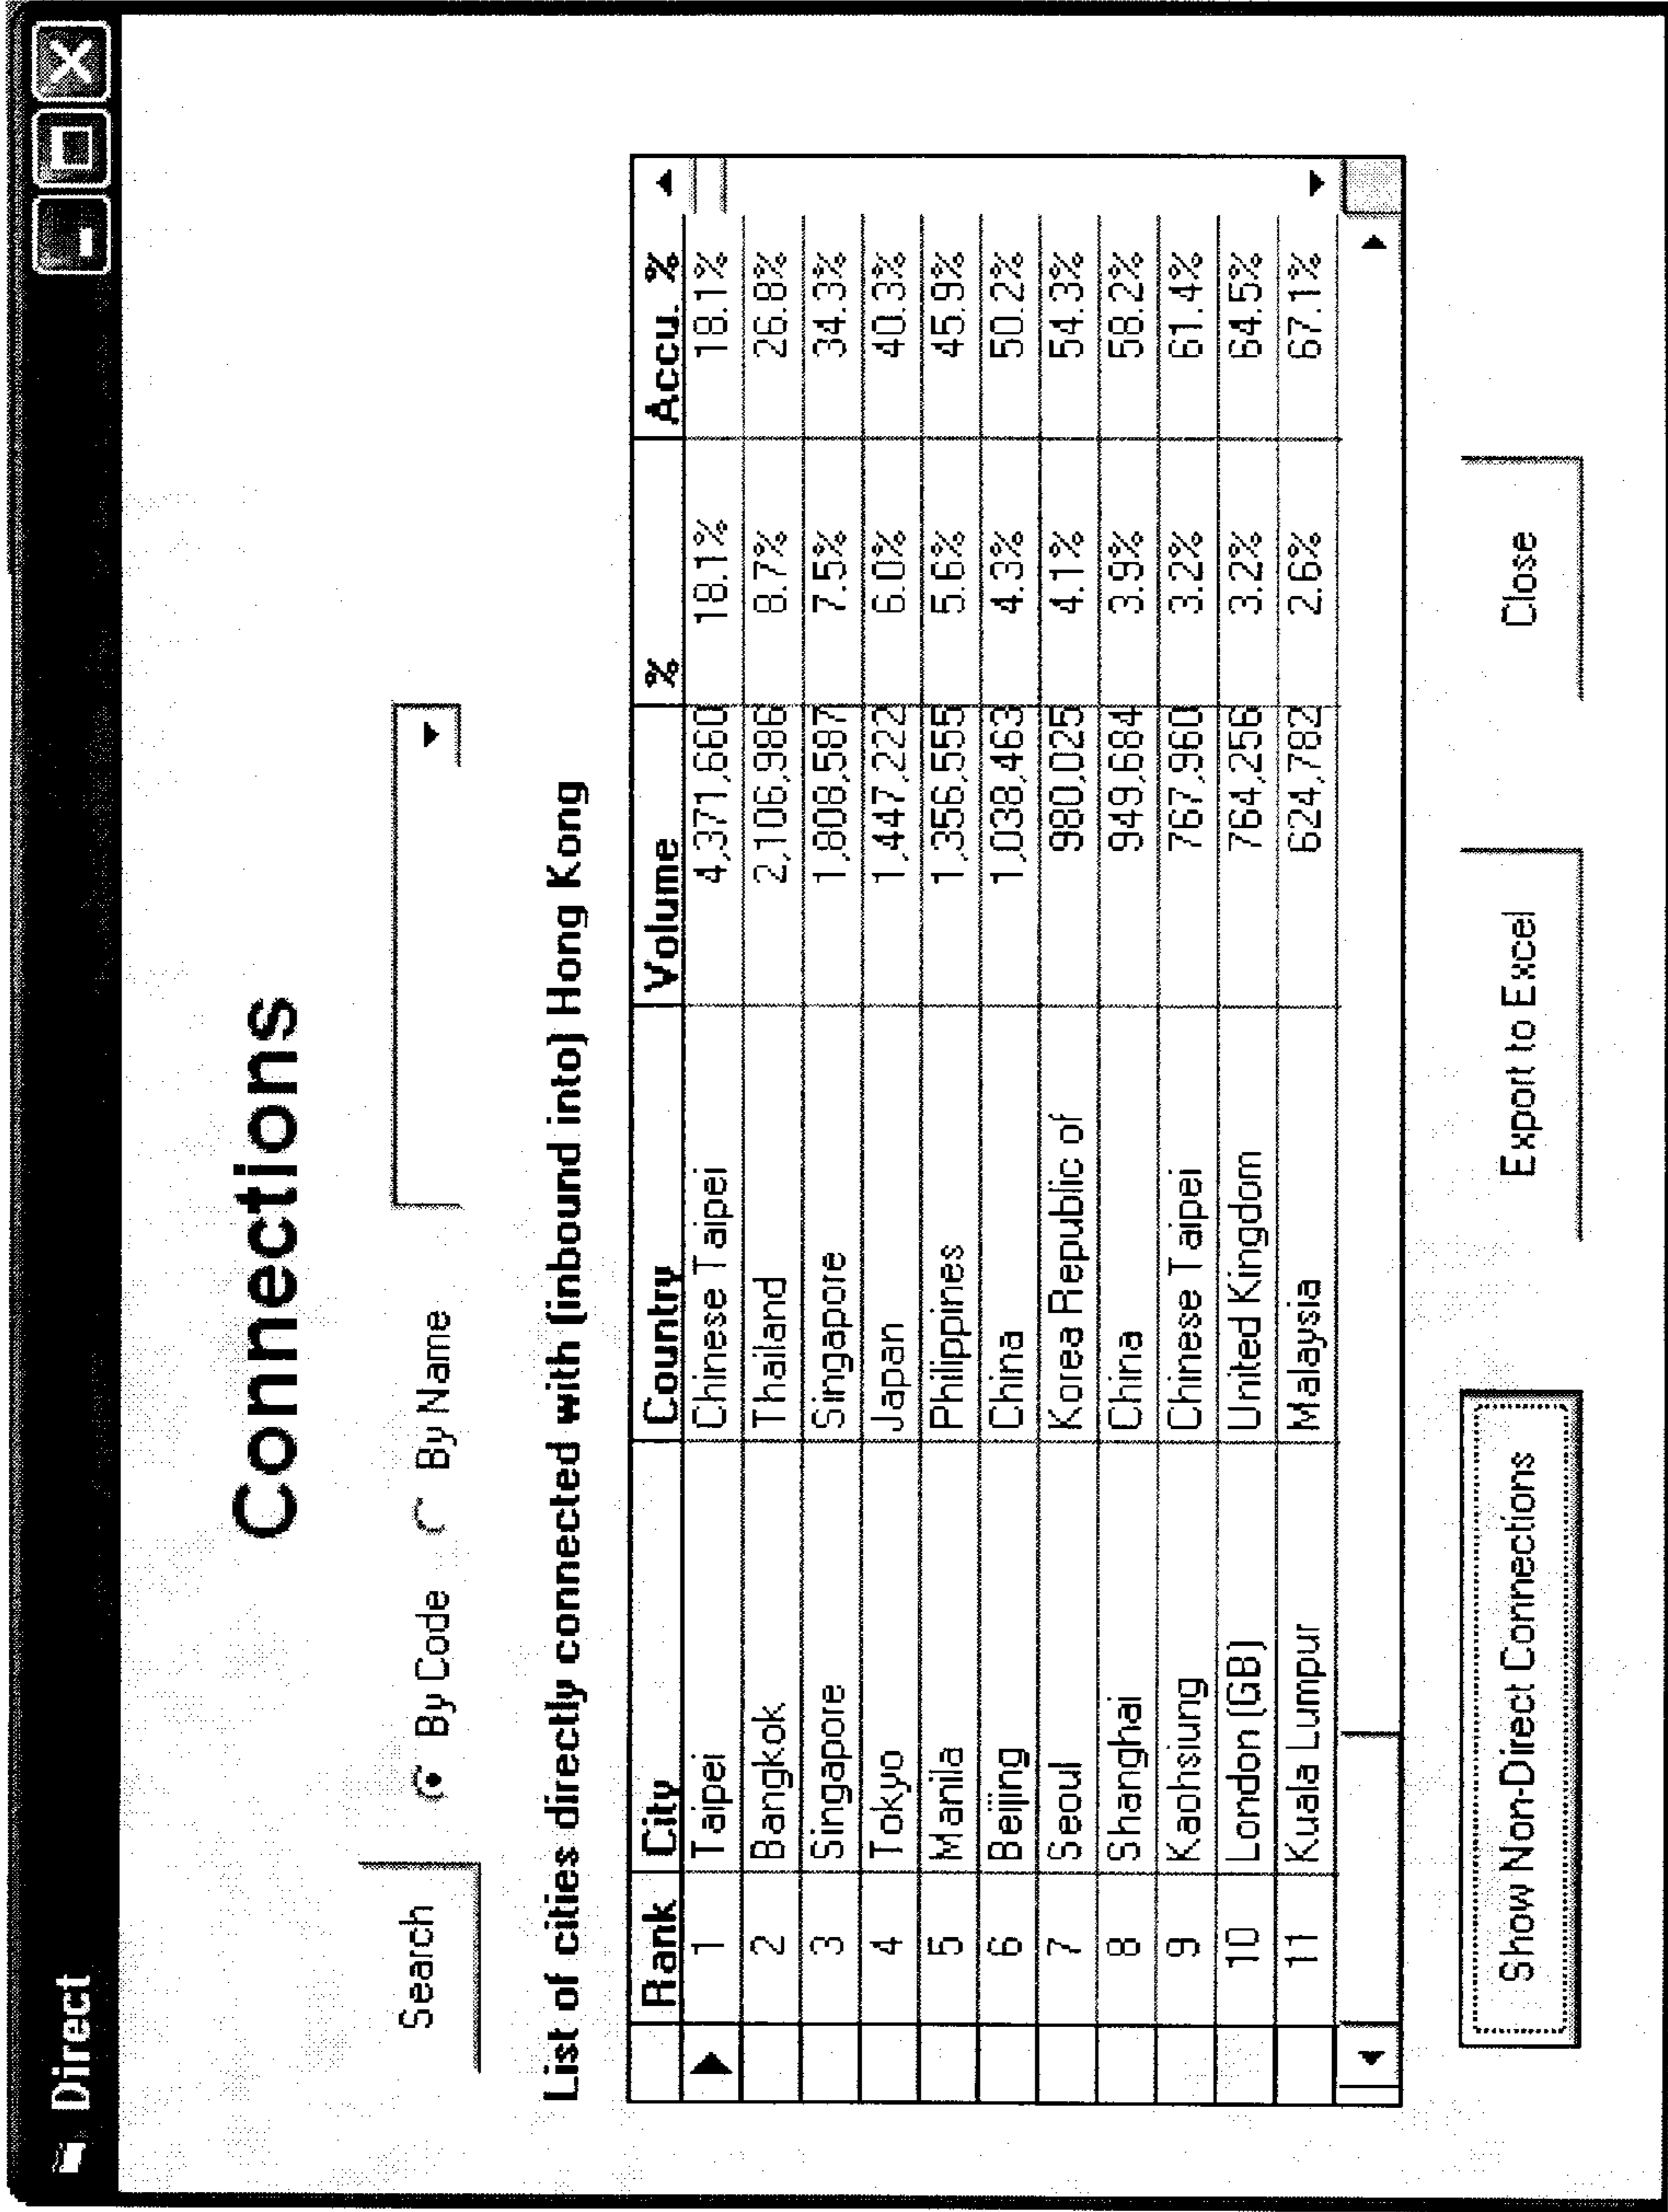 Direct
Connections
Search By Code By Name
List of cities directly connected with (inbound into) Hong Kong
Rank City Country Volume % Accu. %
1 Taipei Chinese Taipei 4,371,660 18.1% 18.1%
2 Bangkok Thailand 2,106,986 8.7% 26.8%
3 Singapore Singapore 1,808,587 7.5% 34.3%
4 Tokyo Japan 1,447,222 6.0% 40.3%
5 Manila Philippines 1,356,555 5.6% 45.9%
6 Beijing China 1,038,463 4.3% 50.2%
7 Seoul Korea Republic of 980,025 4.1% 54.3%
8 Shanghai China 949,684 3.9% 58.2%
9 Kaohsiung Chinese Taipei 767,960 3.2% 61.4%
10 London (GB) United Kingdom 764,256 3.2% 64.5%
11 Kuala Lumpur Malaysia 624,782 2.6% 67.1%
Show Non-Direct Connections Export to Excel Close